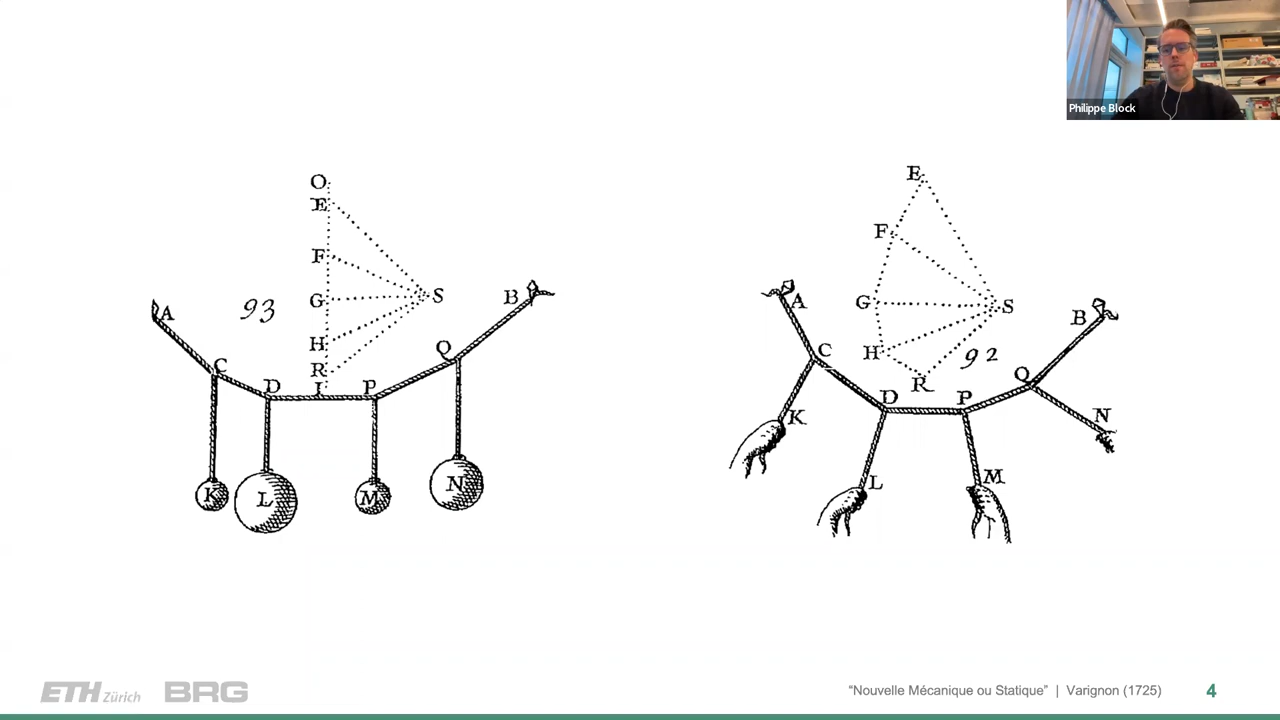 Philippe Block
O
E
F
G
S
H
R
I
A
93
B
C
D
P
Q
K
L
M
N
E
F
G
S
H
92
R
A
B
C
D
P
Q
K
N
L
M
ETH Zürich BRG
“Nouvelle Mécanique ou Statique” | Varignon (1725) 4